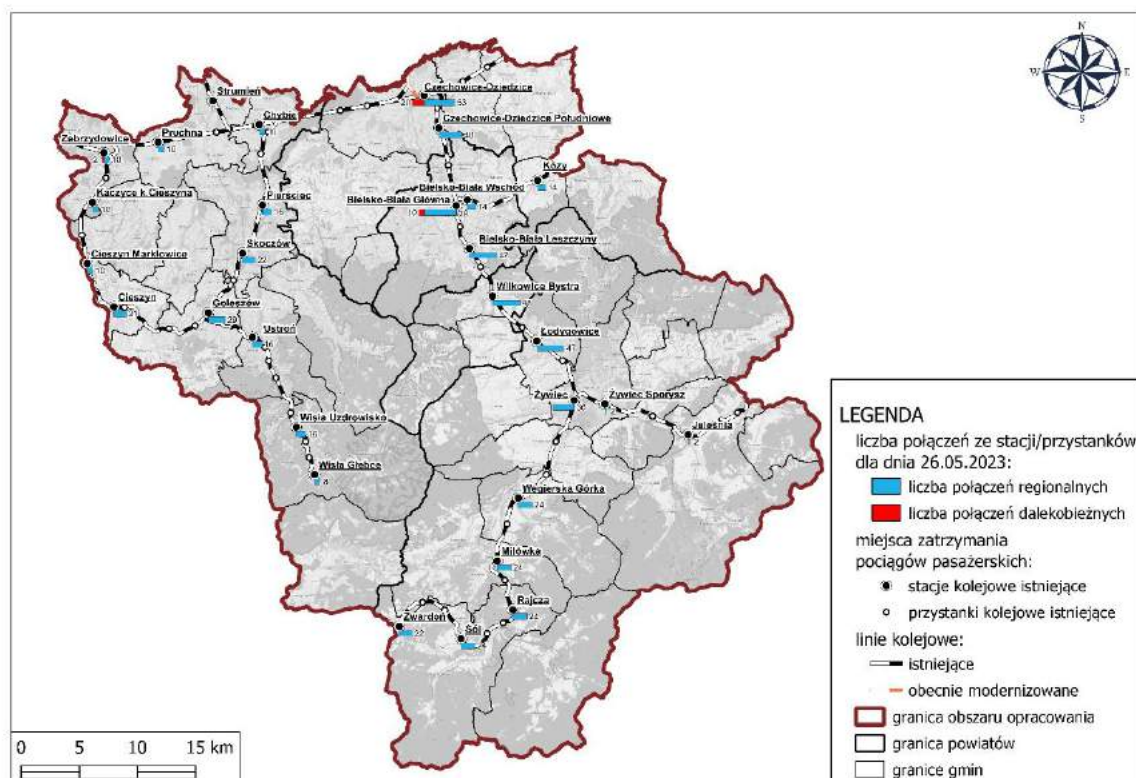 N
W E
S
Strumień
Czechowice-Dziedzice
53
Chybie
Czechowice-Dziedzice Południowe
Pruchna
10
Zebrzydowice
Kozy
14
Kaczyce k Cieszyna
Bielsko-Biała Wschód
14
Pierściec
Bielsko-Biała Główna
10
Skoczów
22
Bielsko-Biała Leszczyny
47
Cieszyn Marklowice
10
Wilkowice Bystra
Cieszyn
21
Goleszów
29
Ustroń
16
Łodygowice
47
Żywiec
Żywiec Sporysz
Jeleśnia
2
Wisła Uzdrowisko
16
Wisła Głębce
8
Węgierska Górka
24
Milówka
24
Rajcza
24
Zwardoń
22
Sól
0 5 10 15 km
LEGENDA
liczba połączeń ze stacji/przystanków
dla dnia 26.05.2023:
liczba połączeń regionalnych
liczba połączeń dalekobieżnych
miejsca zatrzymania
pociągów pasażerskich:
stacje kolejowe istniejące
przystanki kolejowe istniejące
linie kolejowe:
istniejące
obecnie modernizowane
granica obszaru opracowania
granica powiatów
granice gmin